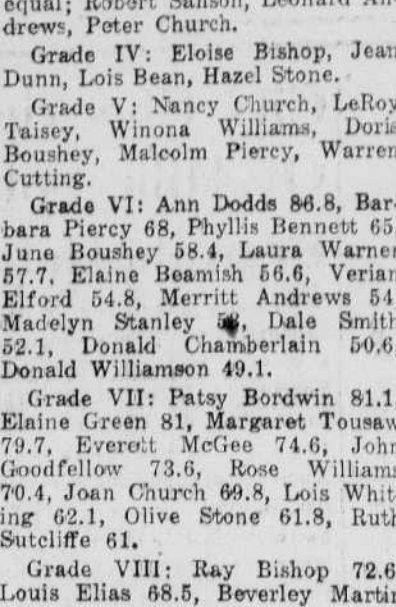 equal; Robert Sanson, Leonard An-
drews, Peter Church.
Grade IV: Eloise Bishop, Jean
Dunn, Lois Bean, Hazel Stone.
Grade V: Nancy Church, LeRoy
Taisey, Winona Williams, Doris
Boushey, Malcolm Piercy, Warren
Cutting.
Grade VI: Ann Dodds 86.8, Bar-
bara Piercy 68, Phyllis Bennett 65
June Boushey 58.4, Laura Warner
57.7. Elaine Beamish 56.6, Verian
Elford 54.8, Merritt Andrews 54
Madelyn Stanley Dale Smith
52.1, Donald Chamberlain 50.6,
Donald Williamson 49.1.
Grade VII: Patsy Bordwin 81.1
Elaine Green 81, Margaret Tousaw
79.7, Everett McGee 74.6, John
Goodfellow 73.6, Rose Williams
70.4, Joan Church 69.8, Lois Whit-
ing 62.1, Olive Stone 61.8, Ruth
Sutcliffe 61.
Grade VIII: Ray Bishop 72.6
Louis Elias 68.5, Beverley Martin